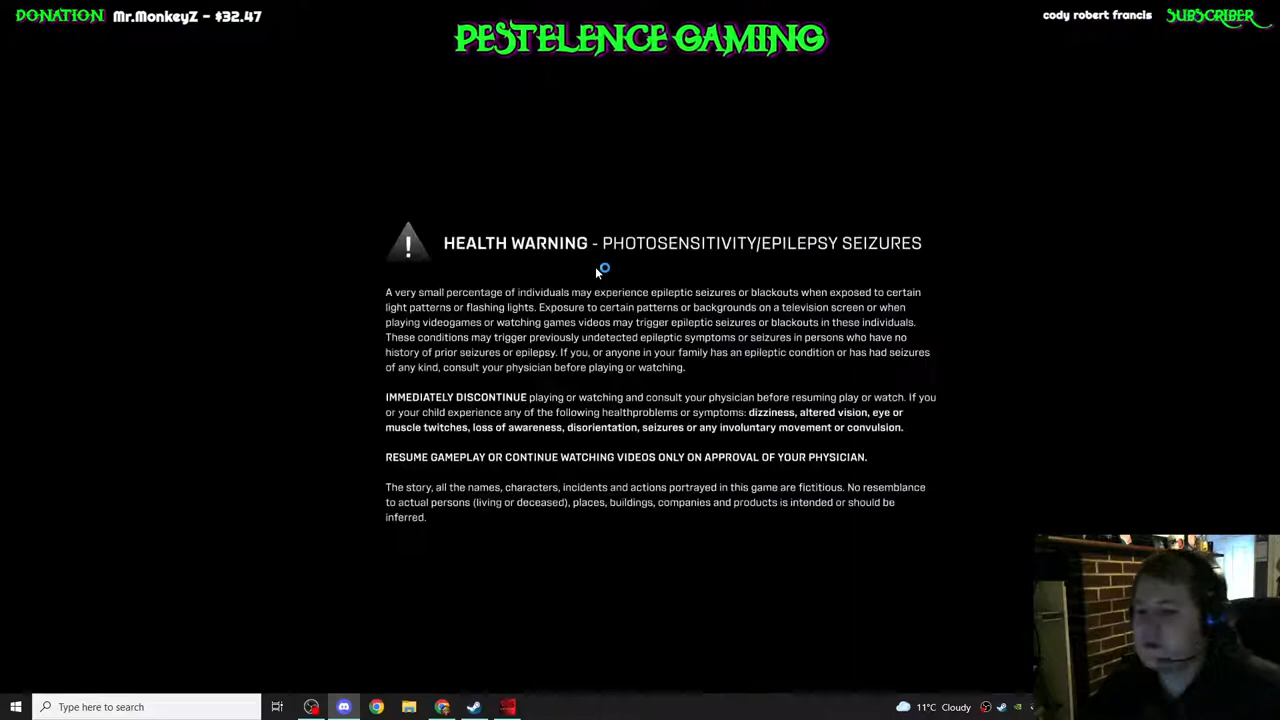 DONATION Mr.MonkeyZ - $32.47
PESTELENCE GAMING
cody robert francis SUBSCRIBER
HEALTH WARNING - PHOTOSENSITIVITY/EPILEPSY SEIZURES
A very small percentage of individuals may experience epileptic seizures or blackouts when exposed to certain
light patterns or flashing lights. Exposure to certain patterns or backgrounds on a television screen or when
playing videogames or watching games videos may trigger epileptic seizures or blackouts in these individuals.
These conditions may trigger previously undetected epileptic symptoms or seizures in persons who have no
history of prior seizures or epilepsy. If you, or anyone in your family has an epileptic condition or has had seizures
of any kind, consult your physician before playing or watching.
IMMEDIATELY DISCONTINUE playing or watching and consult your physician before resuming play or watch. If you
or your child experience any of the following healthproblems or symptoms: dizziness, altered vision, eye or
muscle twitches, loss of awareness, disorientation, seizures or any involuntary movement or convulsion.
RESUME GAMEPLAY OR CONTINUE WATCHING VIDEOS ONLY ON APPROVAL OF YOUR PHYSICIAN.
The story, all the names, characters, incidents and actions portrayed in this game are fictitious. No resemblance
to actual persons (living or deceased), places, buildings, companies and products is intended or should be
inferred.
Type here to search
11°C Cloudy